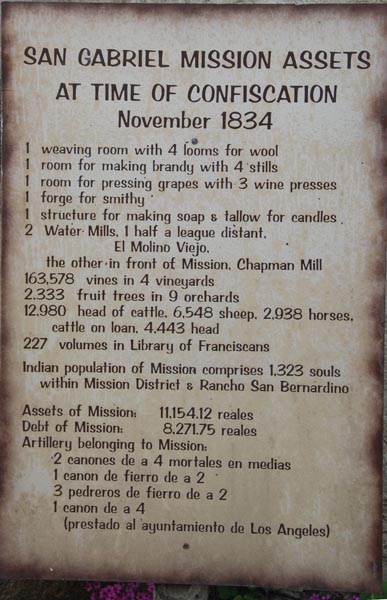 SAN GABRIEL MISSION ASSETS
AT TIME OF CONFISCATION
November 1834
1 weaving room with 4 looms for wool
1 room for making brandy with 4 stills
1 room for pressing grapes with 3 wine presses
1 forge for smithy
1 structure for making soap & tallow for candles.
2 Water Mills, 1 half a league distant,
El Molino Viejo,
the other in front of Mission, Chapman Mill
163,578 vines in 4 vineyards
2,333 fruit trees in 9 orchards
12,980 head of cattle, 6,548 sheep, 2,938 horses,
cattle on loan, 4,443 head
227 volumes in Library of Franciscans
Indian population of Mission comprises 1,323 souls
within Mission District & Rancho San Bernardino
Assets of Mission: 11,154.12 reales
Debt of Mission: 8,271.75 reales
Artillery belonging to Mission:
2 canones de a 4 mortales en medias
1 canon de fierro de a 2
3 pedreros de fierro de a 2
1 canon de a 4
(prestado al ayuntamiento de Los Angeles)